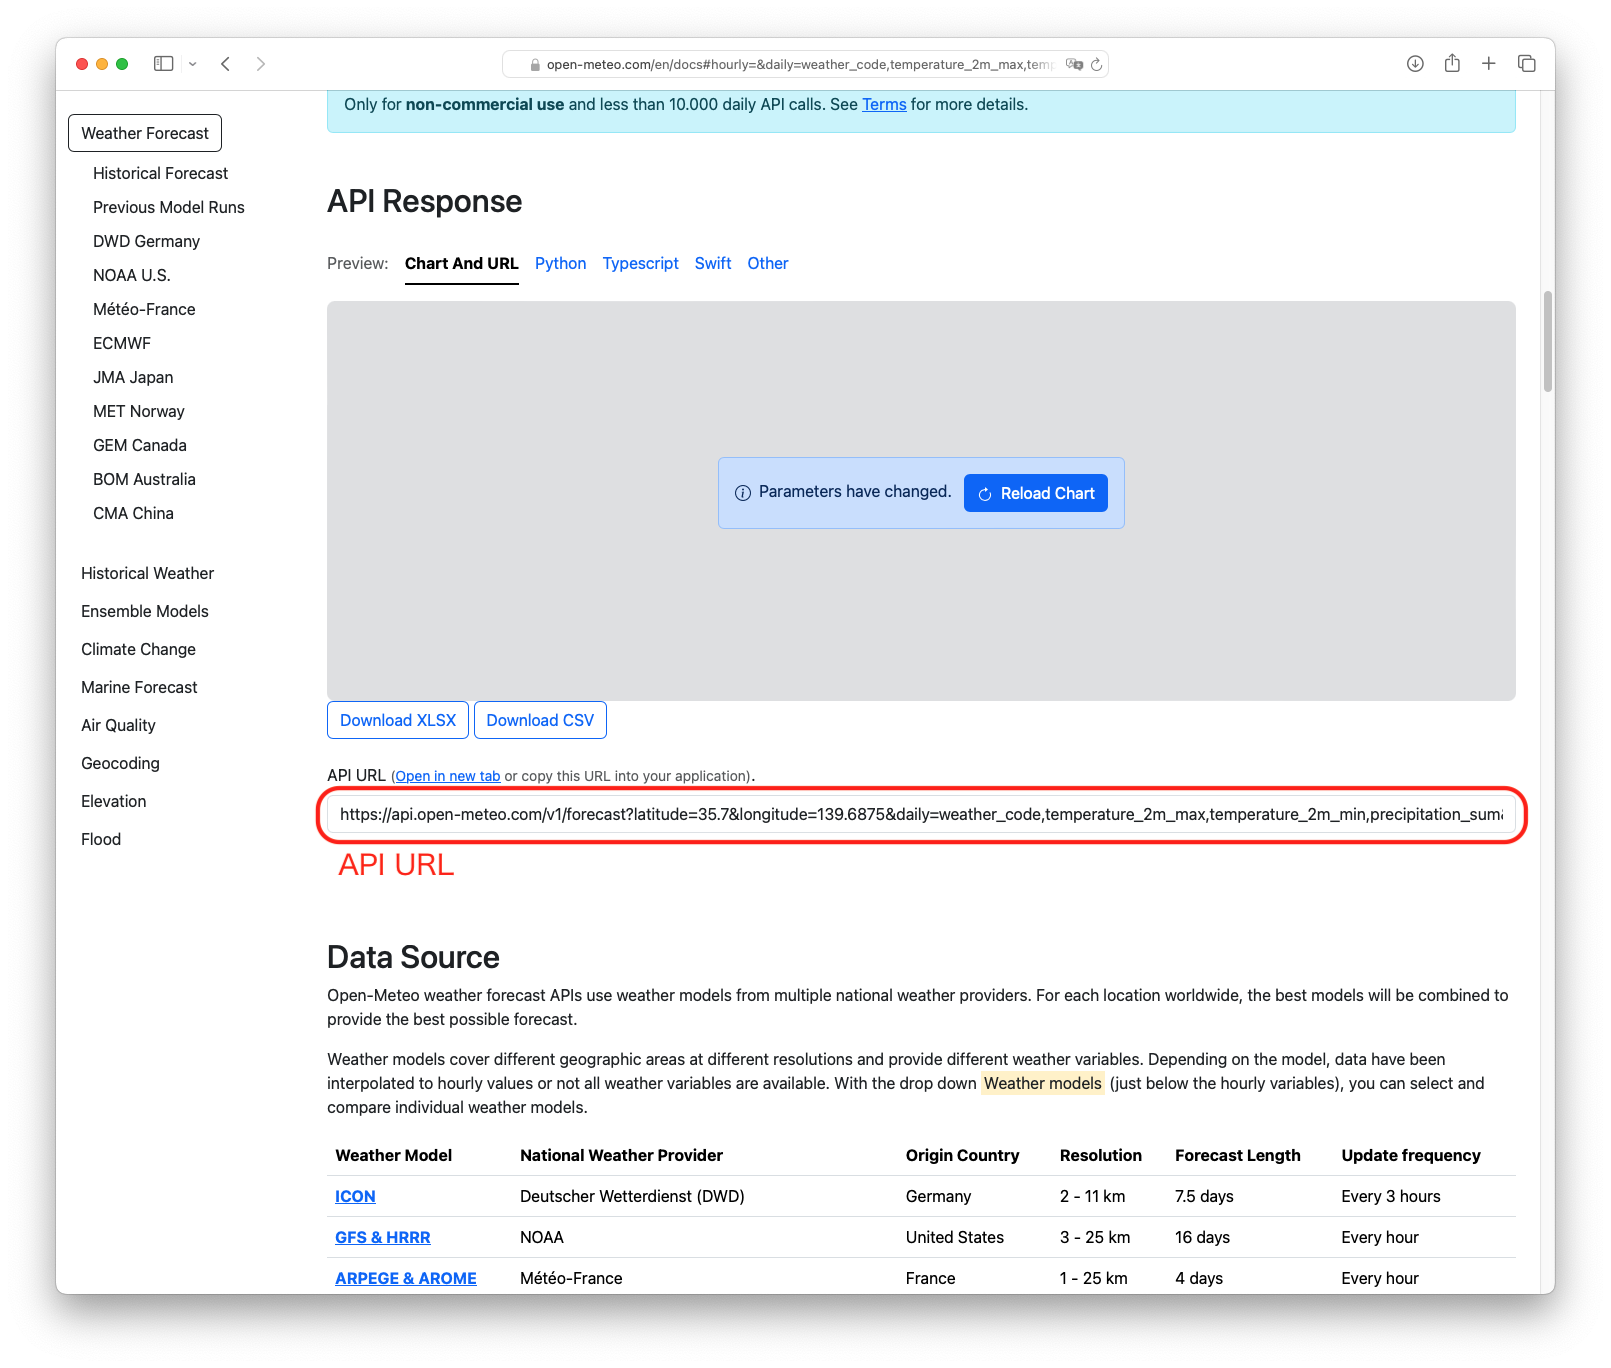 open-meteo.com/en/docs#hourly=&daily=weather_code,temperature_2m_max,temp
Only for non-commercial use and less than 10.000 daily API calls. See Terms for more details.
Weather Forecast
Historical Forecast
Previous Model Runs
DWD Germany
NOAA U.S.
Météo-France
ECMWF
JMA Japan
MET Norway
GEM Canada
BOM Australia
CMA China
Historical Weather
Ensemble Models
Climate Change
Marine Forecast
Air Quality
Geocoding
Elevation
Flood
API Response
Preview: Chart And URL Python Typescript Swift Other
Parameters have changed. Reload Chart
Download XLSX Download CSV
API URL (Open in new tab or copy this URL into your application).
https://api.open-meteo.com/v1/forecast?latitude=35.7&longitude=139.6875&daily=weather_code,temperature_2m_max,temperature_2m_min,precipitation_sum&
API URL
Data Source
Open-Meteo weather forecast APIs use weather models from multiple national weather providers. For each location worldwide, the best models will be combined to
provide the best possible forecast.
Weather models cover different geographic areas at different resolutions and provide different weather variables. Depending on the model, data have been
interpolated to hourly values or not all weather variables are available. With the drop down Weather models (just below the hourly variables), you can select and
compare individual weather models.
Weather Model National Weather Provider Origin Country Resolution Forecast Length Update frequency
ICON Deutscher Wetterdienst (DWD) Germany 2 - 11 km 7.5 days Every 3 hours
GFS & HRRR NOAA United States 3 - 25 km 16 days Every hour
ARPEGE & AROME Météo-France France 1 - 25 km 4 days Every hour